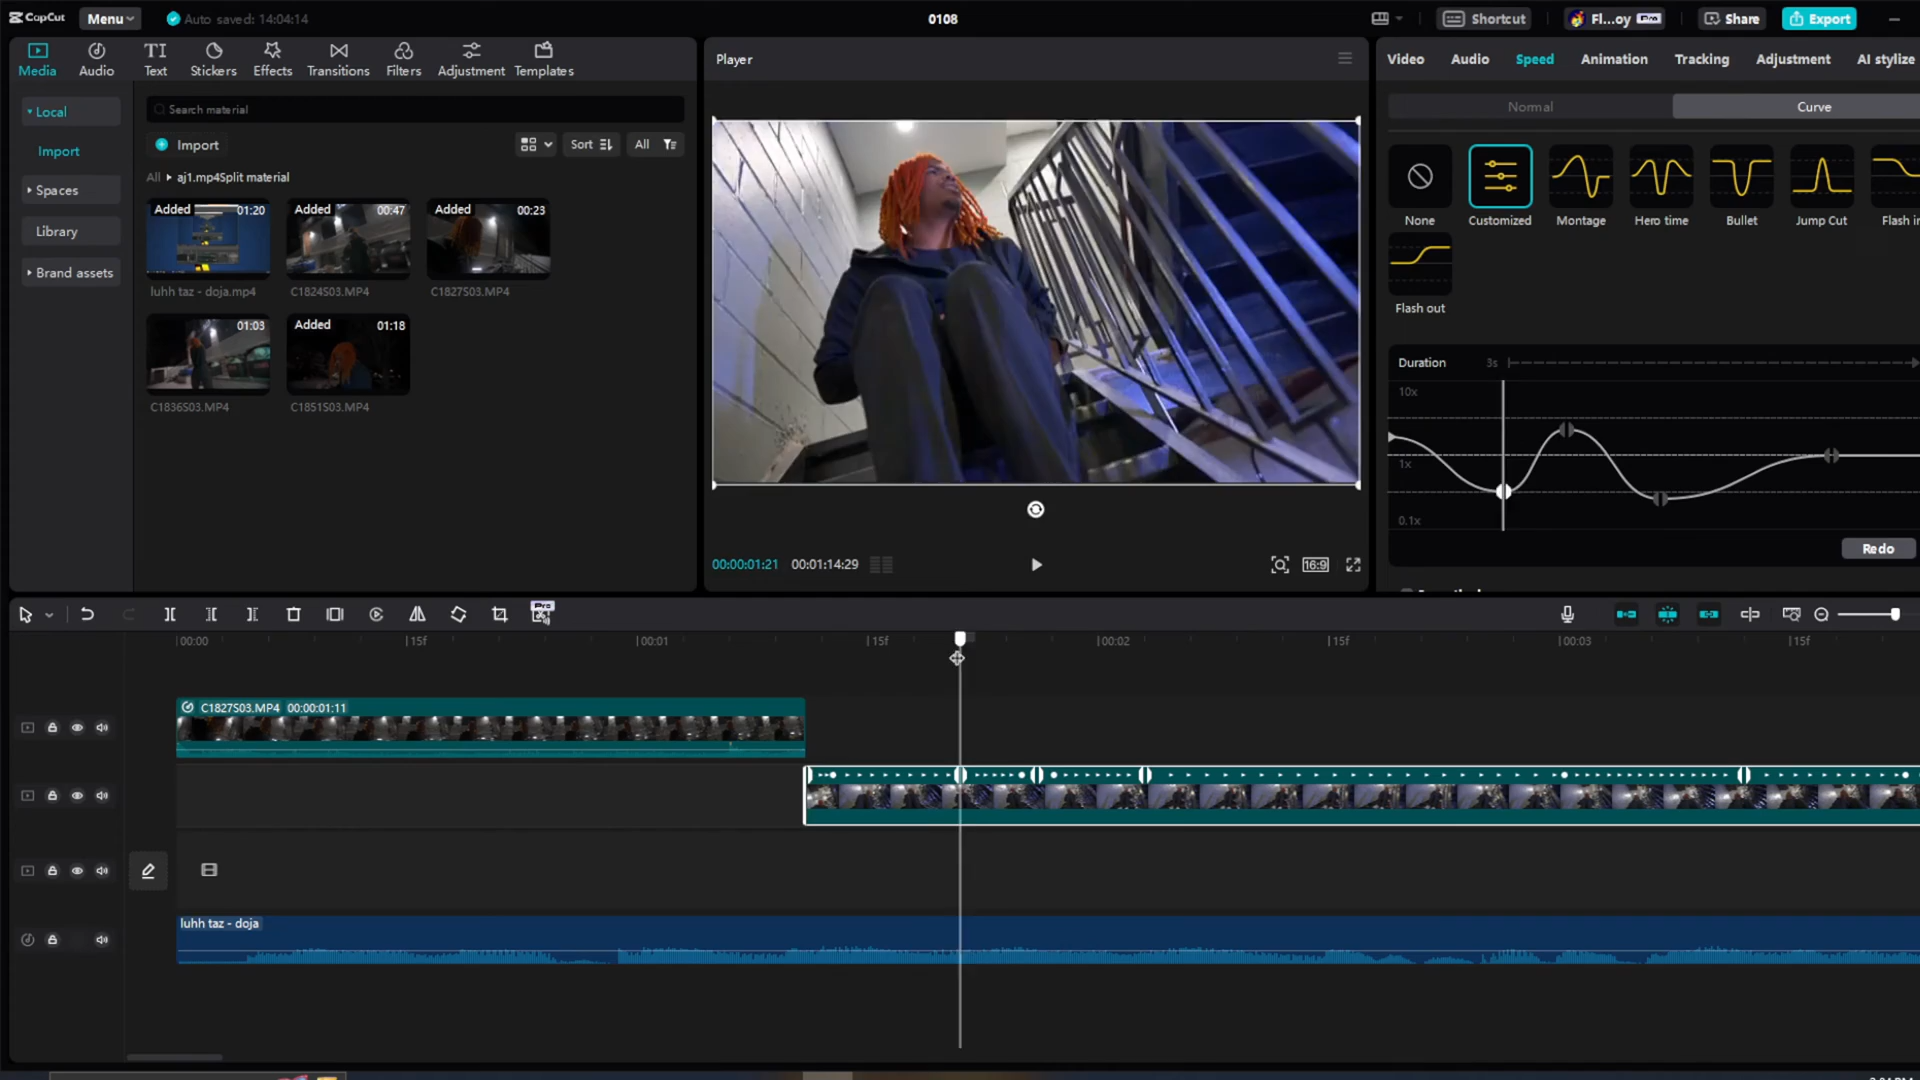 CapCut
Menu
Auto saved: 14:04:14
0108
Shortcut
Fl...oy
Pro
Share
Export
Media
Audio
Text
Stickers
Effects
Transitions
Filters
Adjustment
Templates
Local
Import
Spaces
Library
Brand assets
Search material
Import
Sort
All
All
aj1.mp4Split material
Added
01:20
luhh taz - doja.mp4
Added
00:47
C1824S03.MP4
Added
00:23
C1827S03.MP4
01:03
C1836S03.MP4
Added
01:18
C1851S03.MP4
Player
00:00:01:21
00:01:14:29
16:9
Video
Audio
Speed
Animation
Tracking
Adjustment
AI stylize
Normal
Curve
None
Customized
Montage
Hero time
Bullet
Jump Cut
Flash in
Flash out
Duration
3s
10x
1x
0.1x
Redo
Pro
00:00
15f
00:01
15f
00:02
15f
00:03
15f
C1827S03.MP4 00:00:01:11
luhh taz - doja